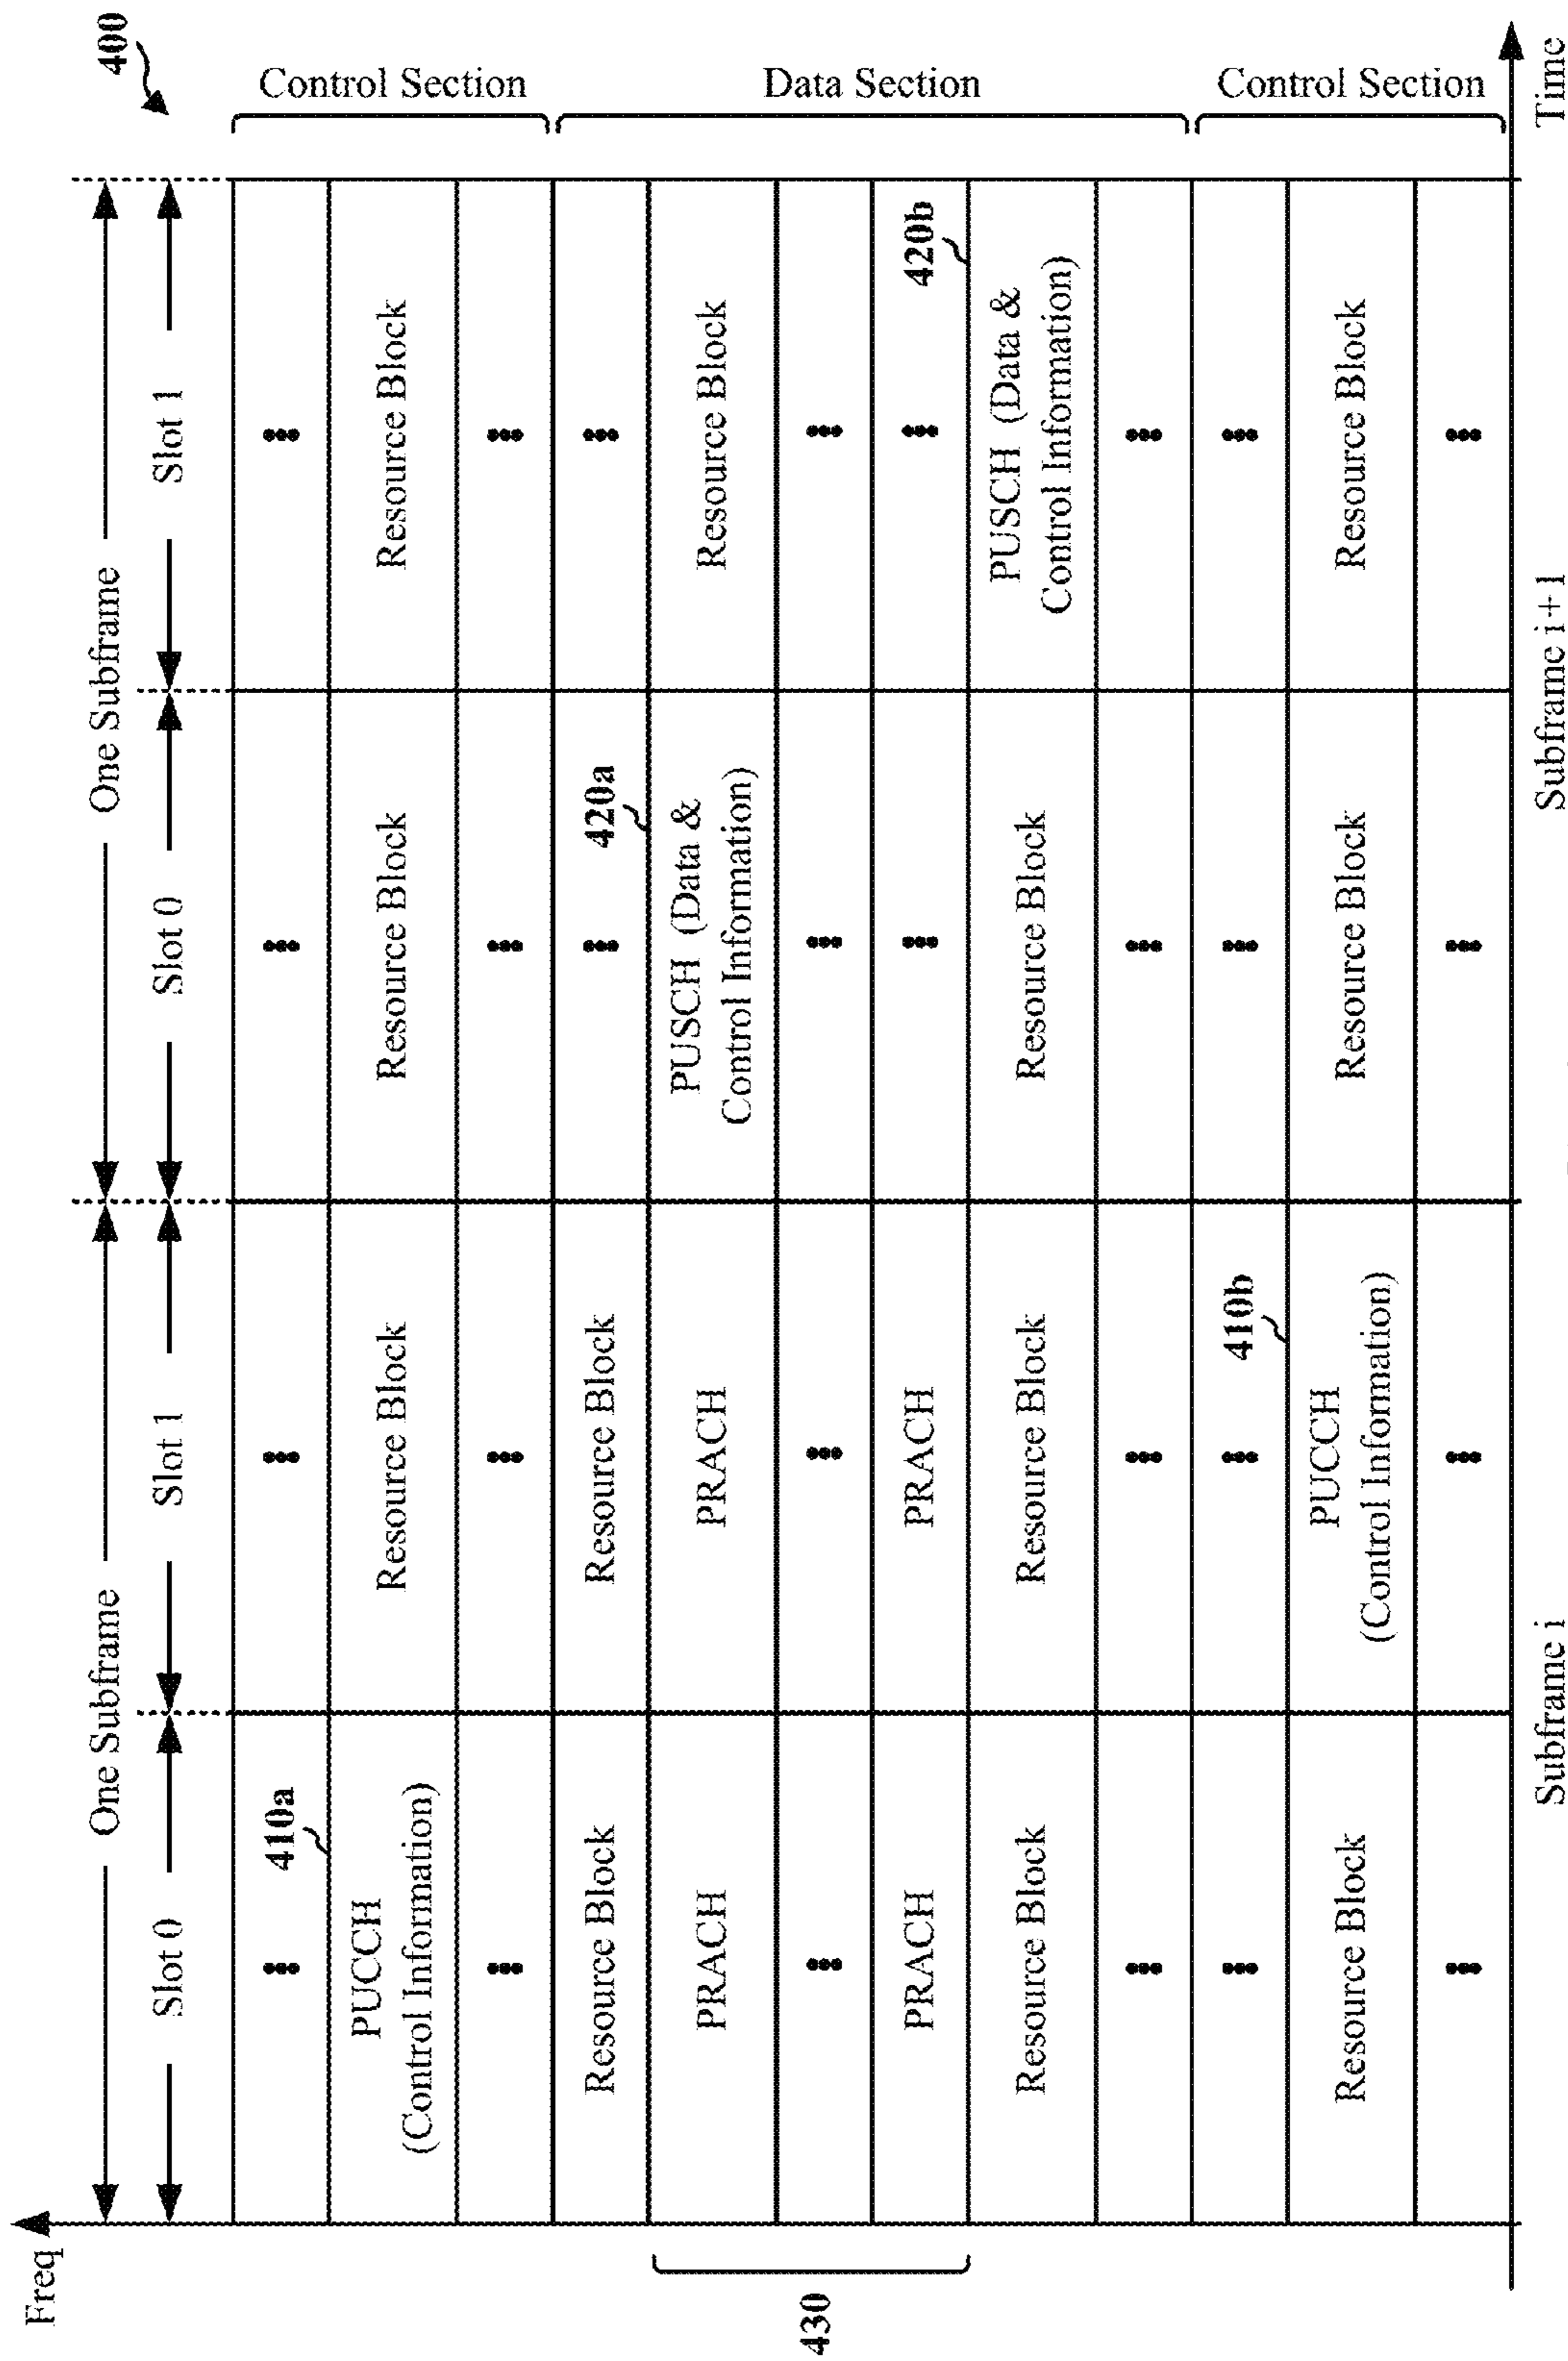 Freq
One Subframe
One Subframe
400
Slot 0
Slot 1
Slot 0
Slot 1
410a
PUCCH
(Control Information)
Resource Block
Resource Block
Resource Block
Control Section
Resource Block
Resource Block
420a
PRACH
PRACH
PUSCH (Data &
Control Information)
Resource Block
430
Data Section
PRACH
PRACH
420b
Resource Block
Resource Block
Resource Block
PUSCH (Data &
Control Information)
410b
Resource Block
PUCCH
(Control Information)
Resource Block
Resource Block
Control Section
Subframe i
Subframe i+1
Time